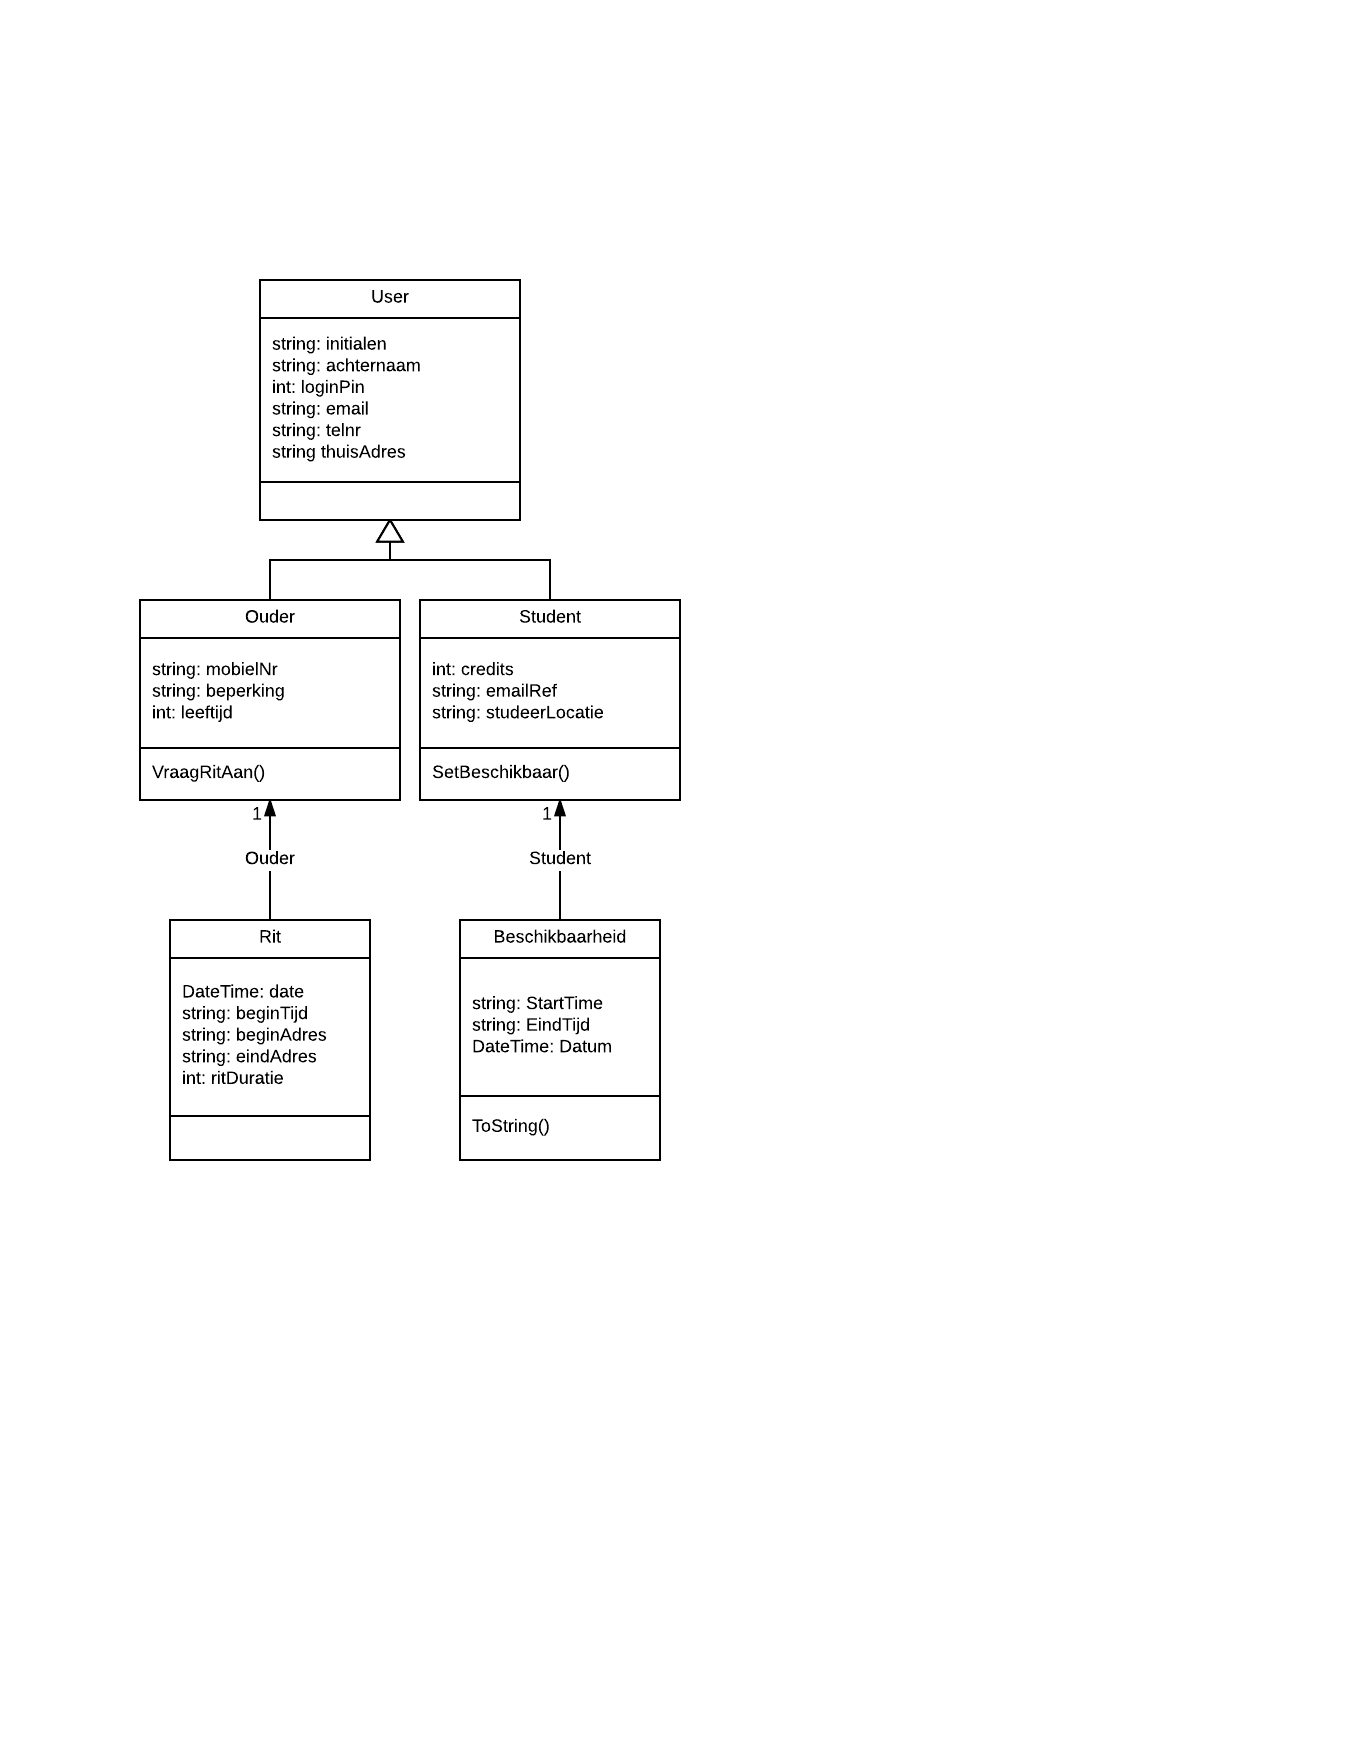 User
string: initialen
string: achternaam
int: loginPin
string: email
string: telnr
string thuisAdres
Ouder
string: mobielNr
string: beperking
int: leeftijd
VraagRitAan()
Student
int: credits
string: emailRef
string: studeerLocatie
SetBeschikbaar()
1
Ouder
1
Student
Rit
DateTime: date
string: beginTijd
string: beginAdres
string: eindAdres
int: ritDuratie
Beschikbaarheid
string: StartTime
string: EindTijd
DateTime: Datum
ToString()